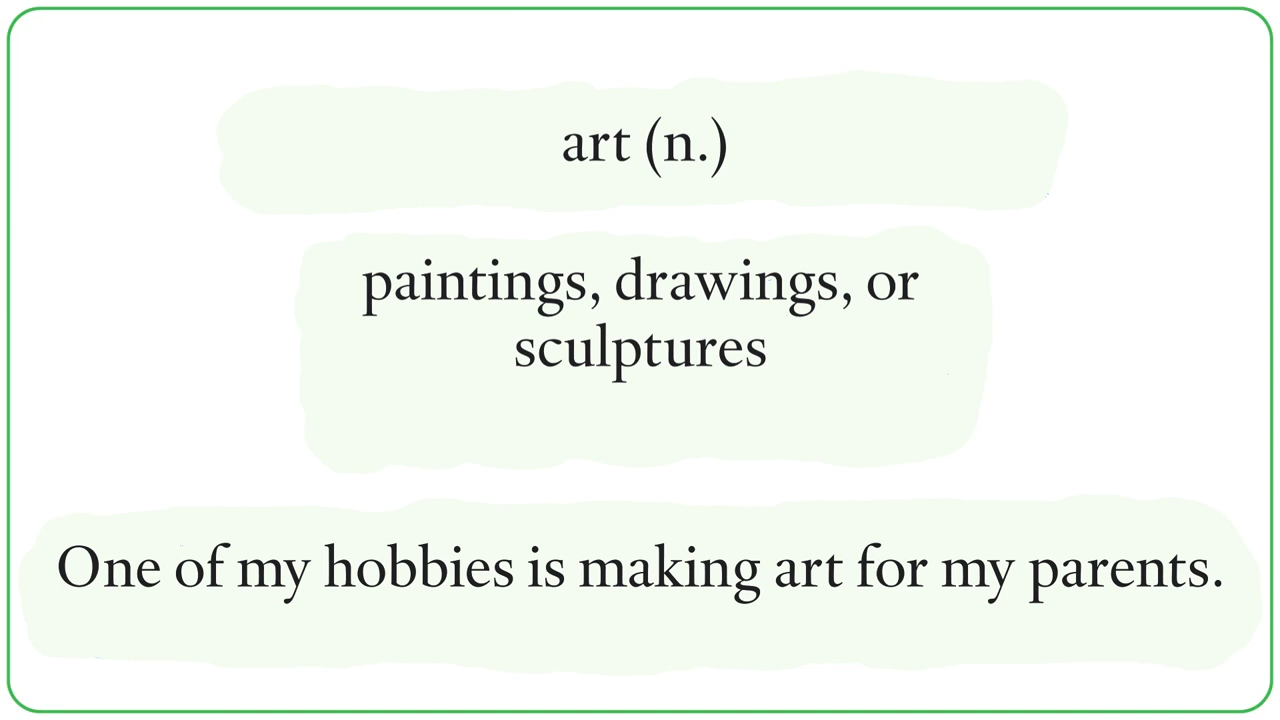 art (n.)
paintings, drawings, or
sculptures
One of my hobbies is making art for my parents.